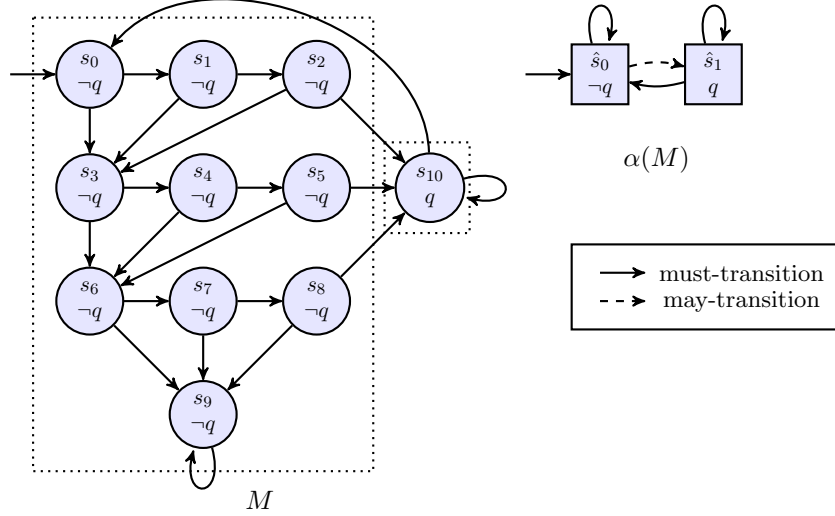 s₀
¬q
s₁
¬q
s₂
¬q
s₃
¬q
s₄
¬q
s₅
¬q
s₁₀
q
s₆
¬q
s₇
¬q
s₈
¬q
s₉
¬q
M
ŝ₀
¬q
ŝ₁
q
α(M)
must-transition
may-transition